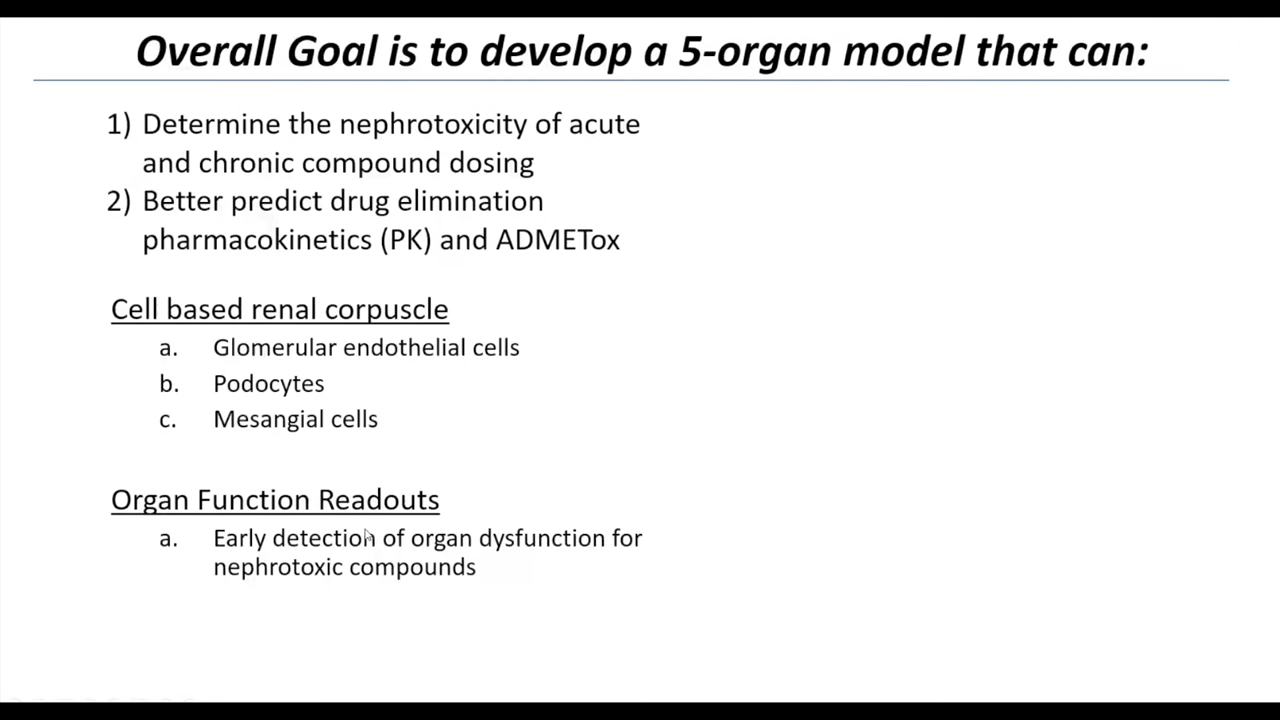 Overall Goal is to develop a 5-organ model that can:
1) Determine the nephrotoxicity of acute
and chronic compound dosing
2) Better predict drug elimination
pharmacokinetics (PK) and ADMETox
Cell based renal corpuscle
a. Glomerular endothelial cells
b. Podocytes
c. Mesangial cells
Organ Function Readouts
a. Early detection of organ dysfunction for
nephrotoxic compounds